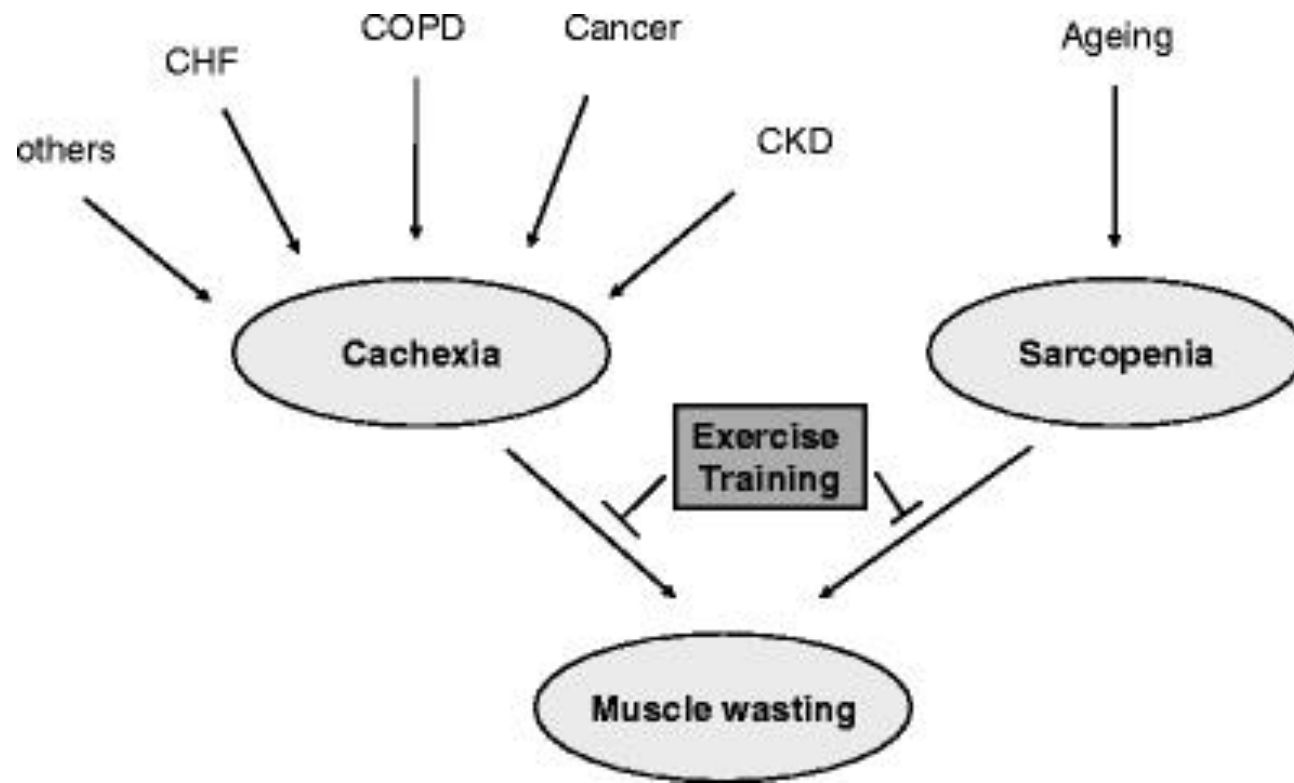 COPD
Cancer
Ageing
CHF
others
CKD
Cachexia
Sarcopenia
Exercise
Training
Muscle wasting